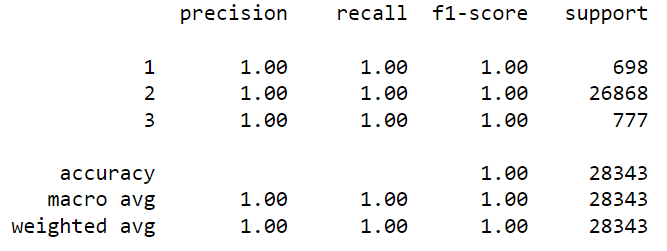 precision recall f1-score support
1 1.00 1.00 1.00 698
2 1.00 1.00 1.00 26868
3 1.00 1.00 1.00 777
accuracy 1.00 28343
macro avg 1.00 1.00 1.00 28343
weighted avg 1.00 1.00 1.00 28343